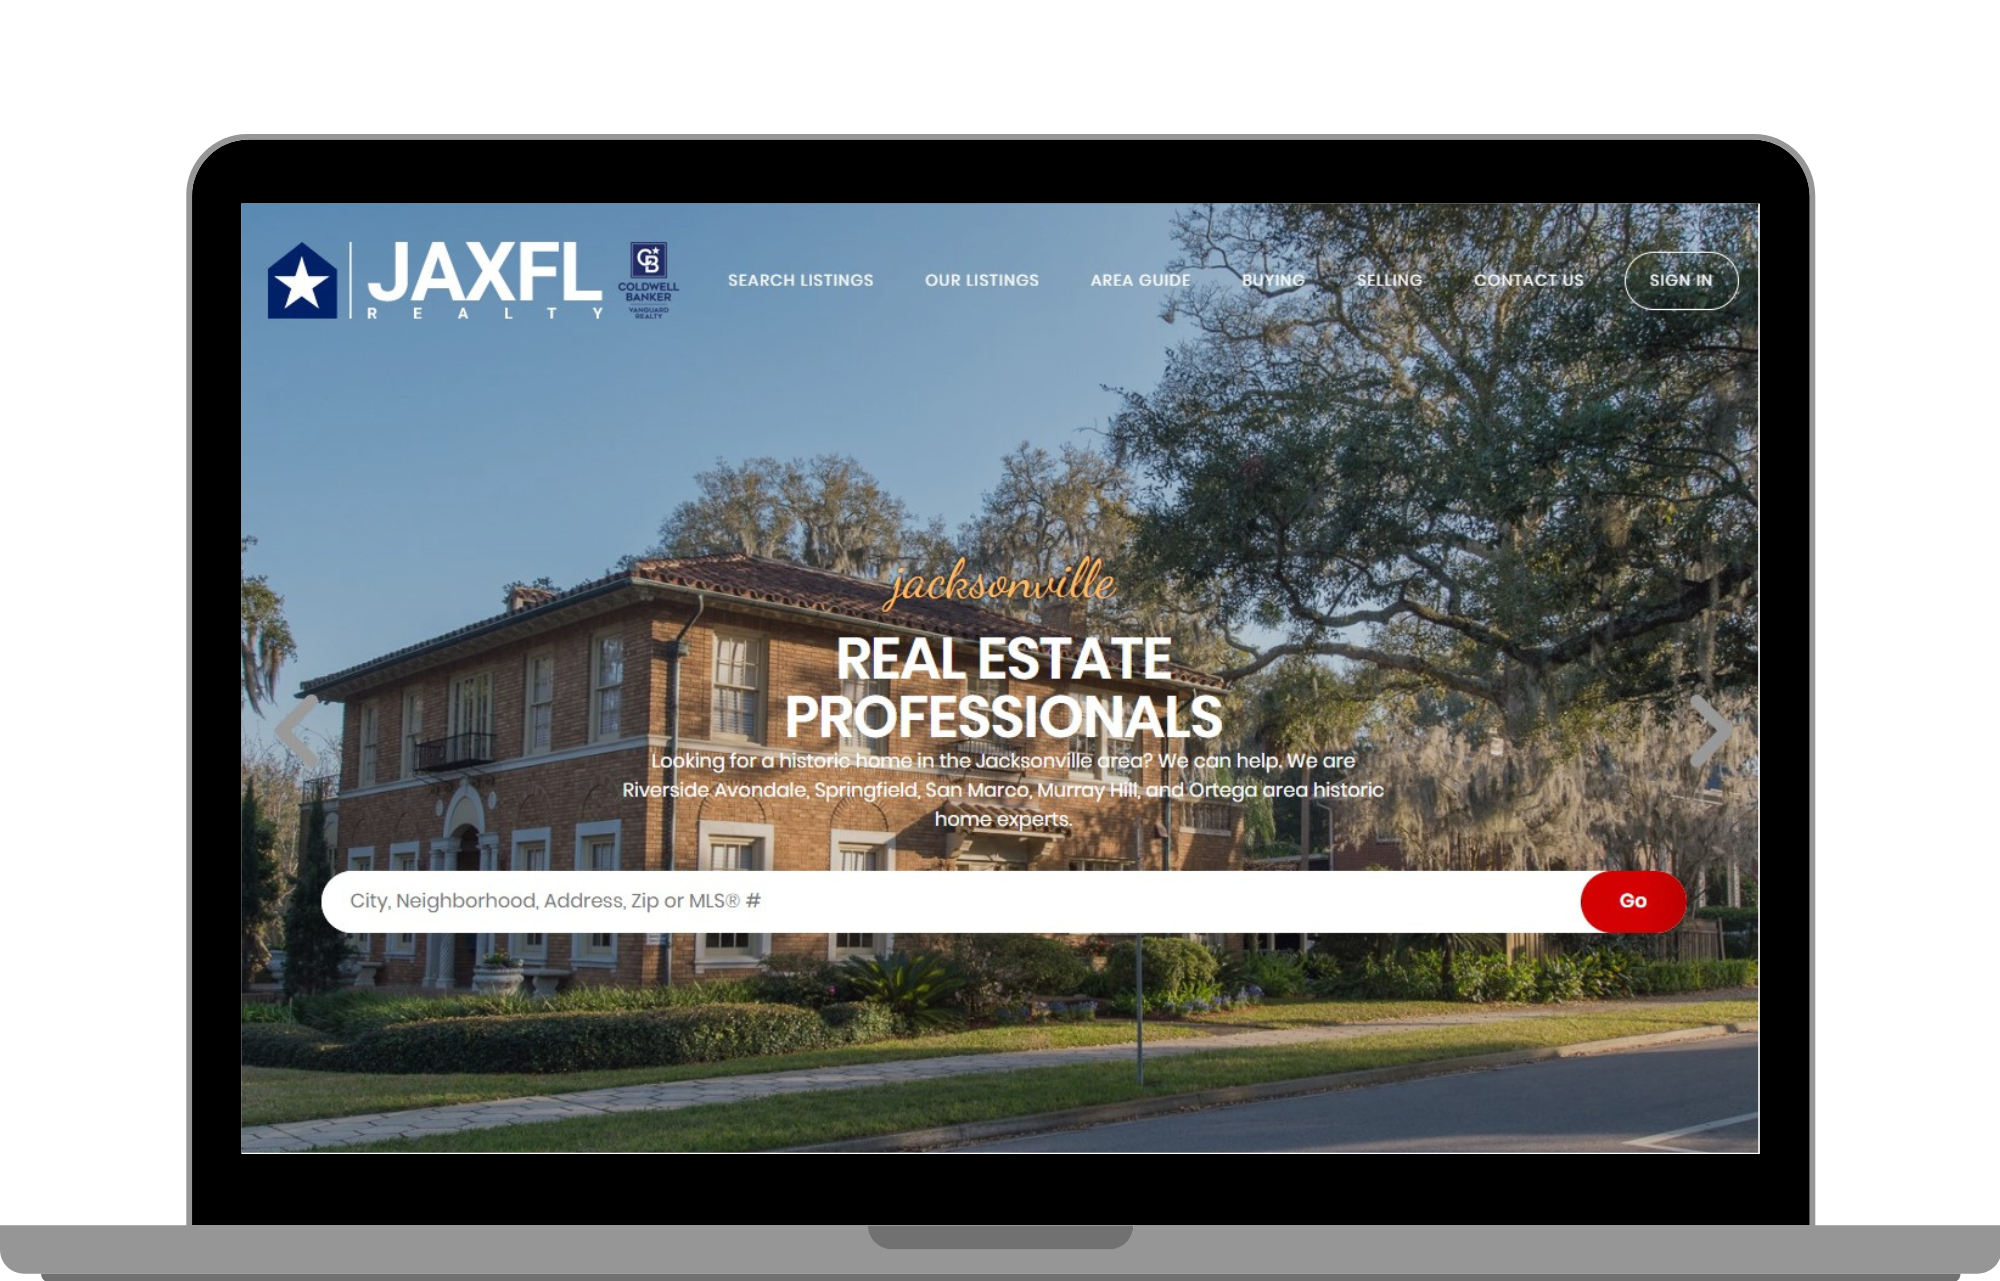 JAXFL
REALTY
CB
COLDWELL
BANKER
VANGUARD
REALTY
SEARCH LISTINGS
OUR LISTINGS
AREA GUIDE
BUYING
SELLING
CONTACT US
SIGN IN
jacksonville
REAL ESTATE
PROFESSIONALS
Looking for a historic home in the Jacksonville area? We can help. We are
Riverside Avondale, Springfield, San Marco, Murray Hill, and Ortega area historic
home experts.
City, Neighborhood, Address, Zip or MLS® #
Go